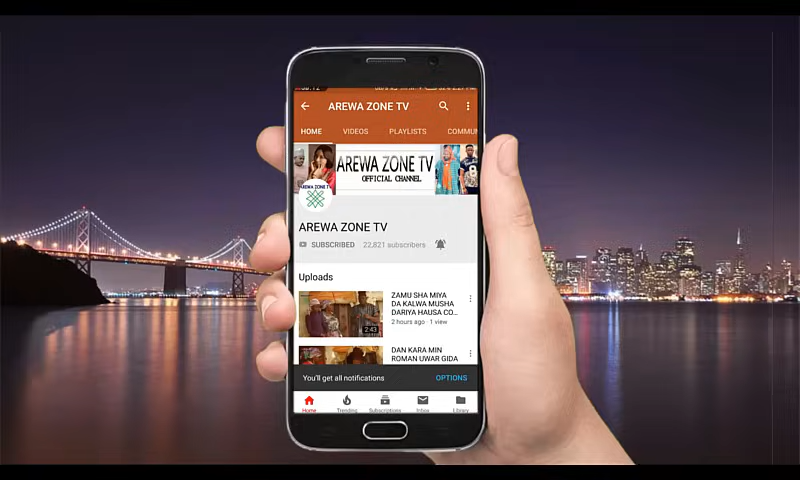 AREWA ZONE TV
HOME VIDEOS PLAYLISTS COMMUN
AREWA ZONE TV
OFFICIAL CHANNEL
AREWA ZONE TV
AREWA ZONE TV
SUBSCRIBED 22,821 subscribers
Uploads
ZAMU SHA MIYA
DA KALWA MUSHA
DARIYA HAUSA CO...
2 hours ago · 1 view
2:43
DAN KARA MIN
ROMAN UWAR GIDA
You'll get all notifications OPTIONS
Home Trending Subscriptions Inbox Library